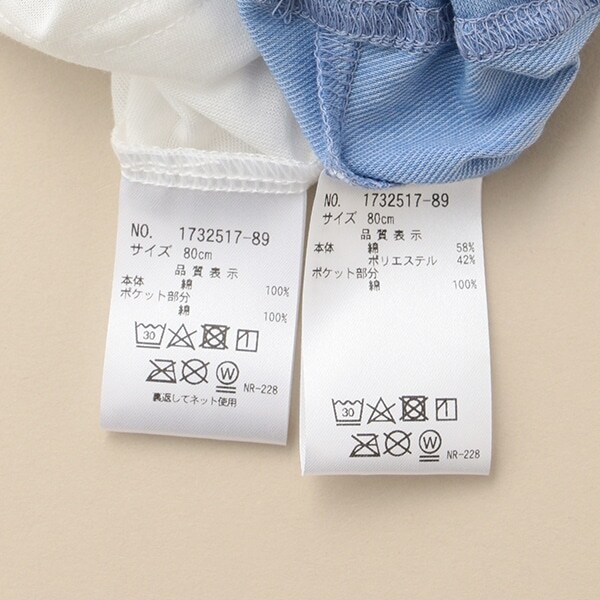 NO. 1732517-89
サイズ 80cm
品質表示
本体 綿 100%
ポケット部分
綿 100%
30 W NR-228
裏返してネット使用
NO. 1732517-89
サイズ 80cm
品質表示
本体 綿 58%
ポリエステル 42%
ポケット部分
綿 100%
30
W NR-228